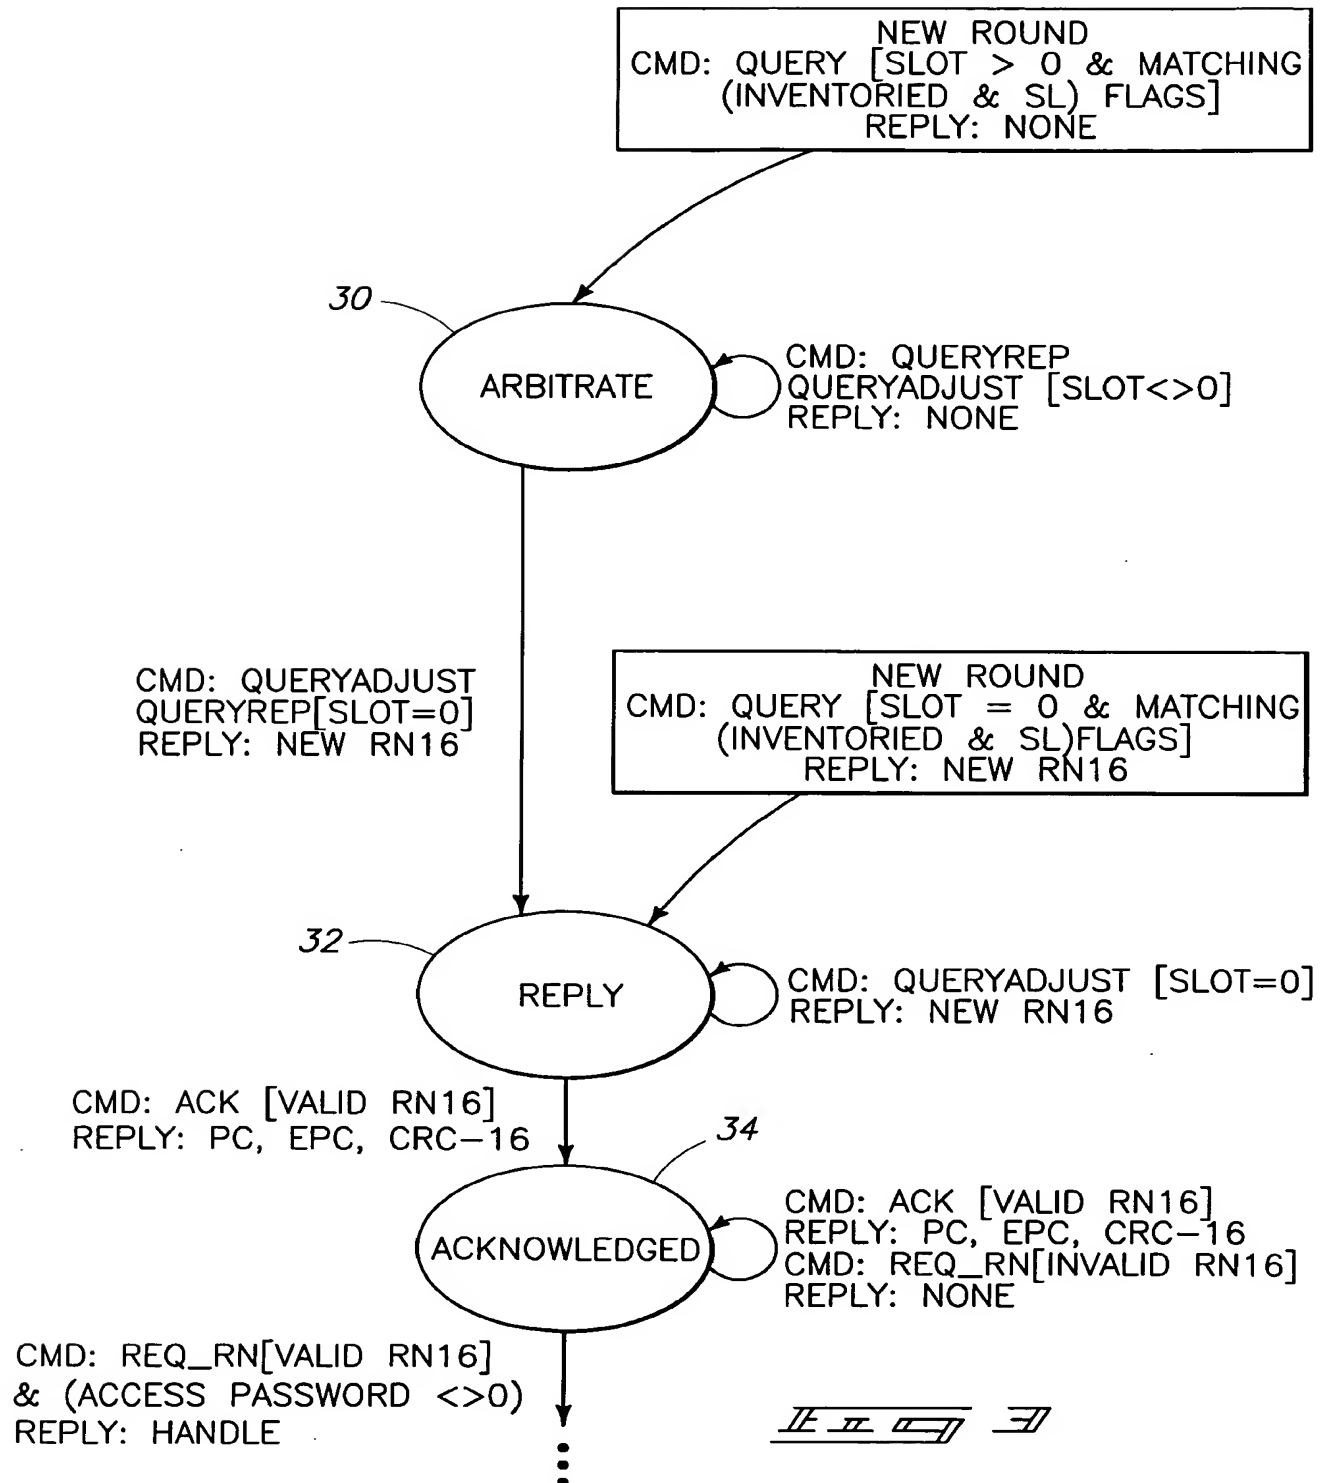 NEW ROUND
CMD: QUERY [SLOT > 0 & MATCHING
(INVENTORIED & SL) FLAGS]
REPLY: NONE
30
ARBITRATE
CMD: QUERYREP
QUERYADJUST [SLOT<>0]
REPLY: NONE
CMD: QUERYADJUST
QUERYREP[SLOT=0]
REPLY: NEW RN16
NEW ROUND
CMD: QUERY [SLOT = 0 & MATCHING
(INVENTORIED & SL)FLAGS]
REPLY: NEW RN16
32
REPLY
CMD: QUERYADJUST [SLOT=0]
REPLY: NEW RN16
CMD: ACK [VALID RN16]
REPLY: PC, EPC, CRC-16
34
ACKNOWLEDGED
CMD: ACK [VALID RN16]
REPLY: PC, EPC, CRC-16
CMD: REQ_RN[INVALID RN16]
REPLY: NONE
CMD: REQ_RN[VALID RN16]
& (ACCESS PASSWORD <>0)
REPLY: HANDLE
FIG 3